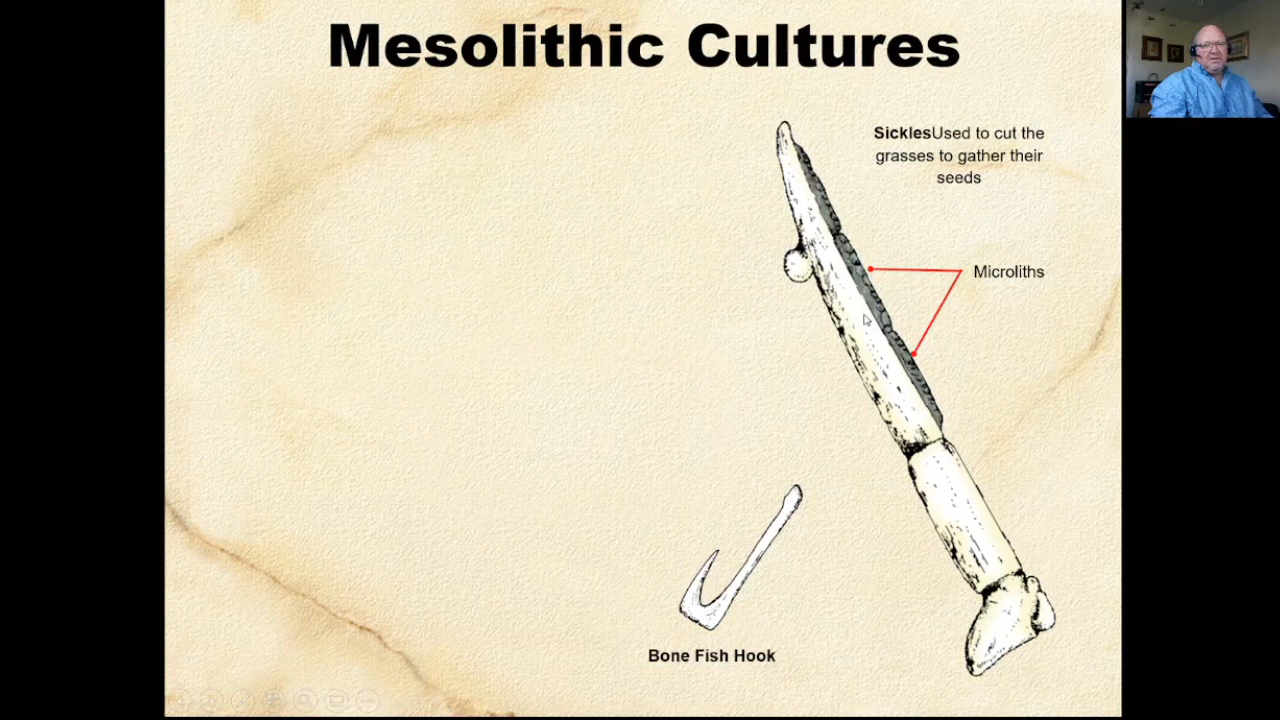 Mesolithic Cultures
SicklesUsed to cut the
grasses to gather their
seeds
Microliths
Bone Fish Hook